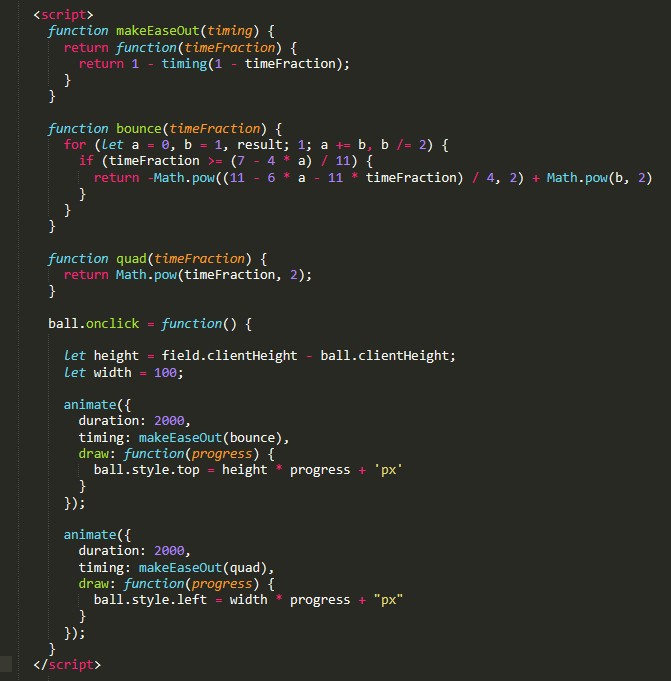 <script>
function makeEaseOut(timing) {
return function(timeFraction) {
return 1 - timing(1 - timeFraction);
}
}
function bounce(timeFraction) {
for (let a = 0, b = 1, result; 1; a += b, b /= 2) {
if (timeFraction >= (7 - 4 * a) / 11) {
return -Math.pow((11 - 6 * a - 11 * timeFraction) / 4, 2) + Math.pow(b, 2)
}
}
}
function quad(timeFraction) {
return Math.pow(timeFraction, 2);
}
ball.onclick = function() {
let height = field.clientHeight - ball.clientHeight;
let width = 100;
animate({
duration: 2000,
timing: makeEaseOut(bounce),
draw: function(progress) {
ball.style.top = height * progress + 'px'
}
});
animate({
duration: 2000,
timing: makeEaseOut(quad),
draw: function(progress) {
ball.style.left = width * progress + "px"
}
});
}
</script>